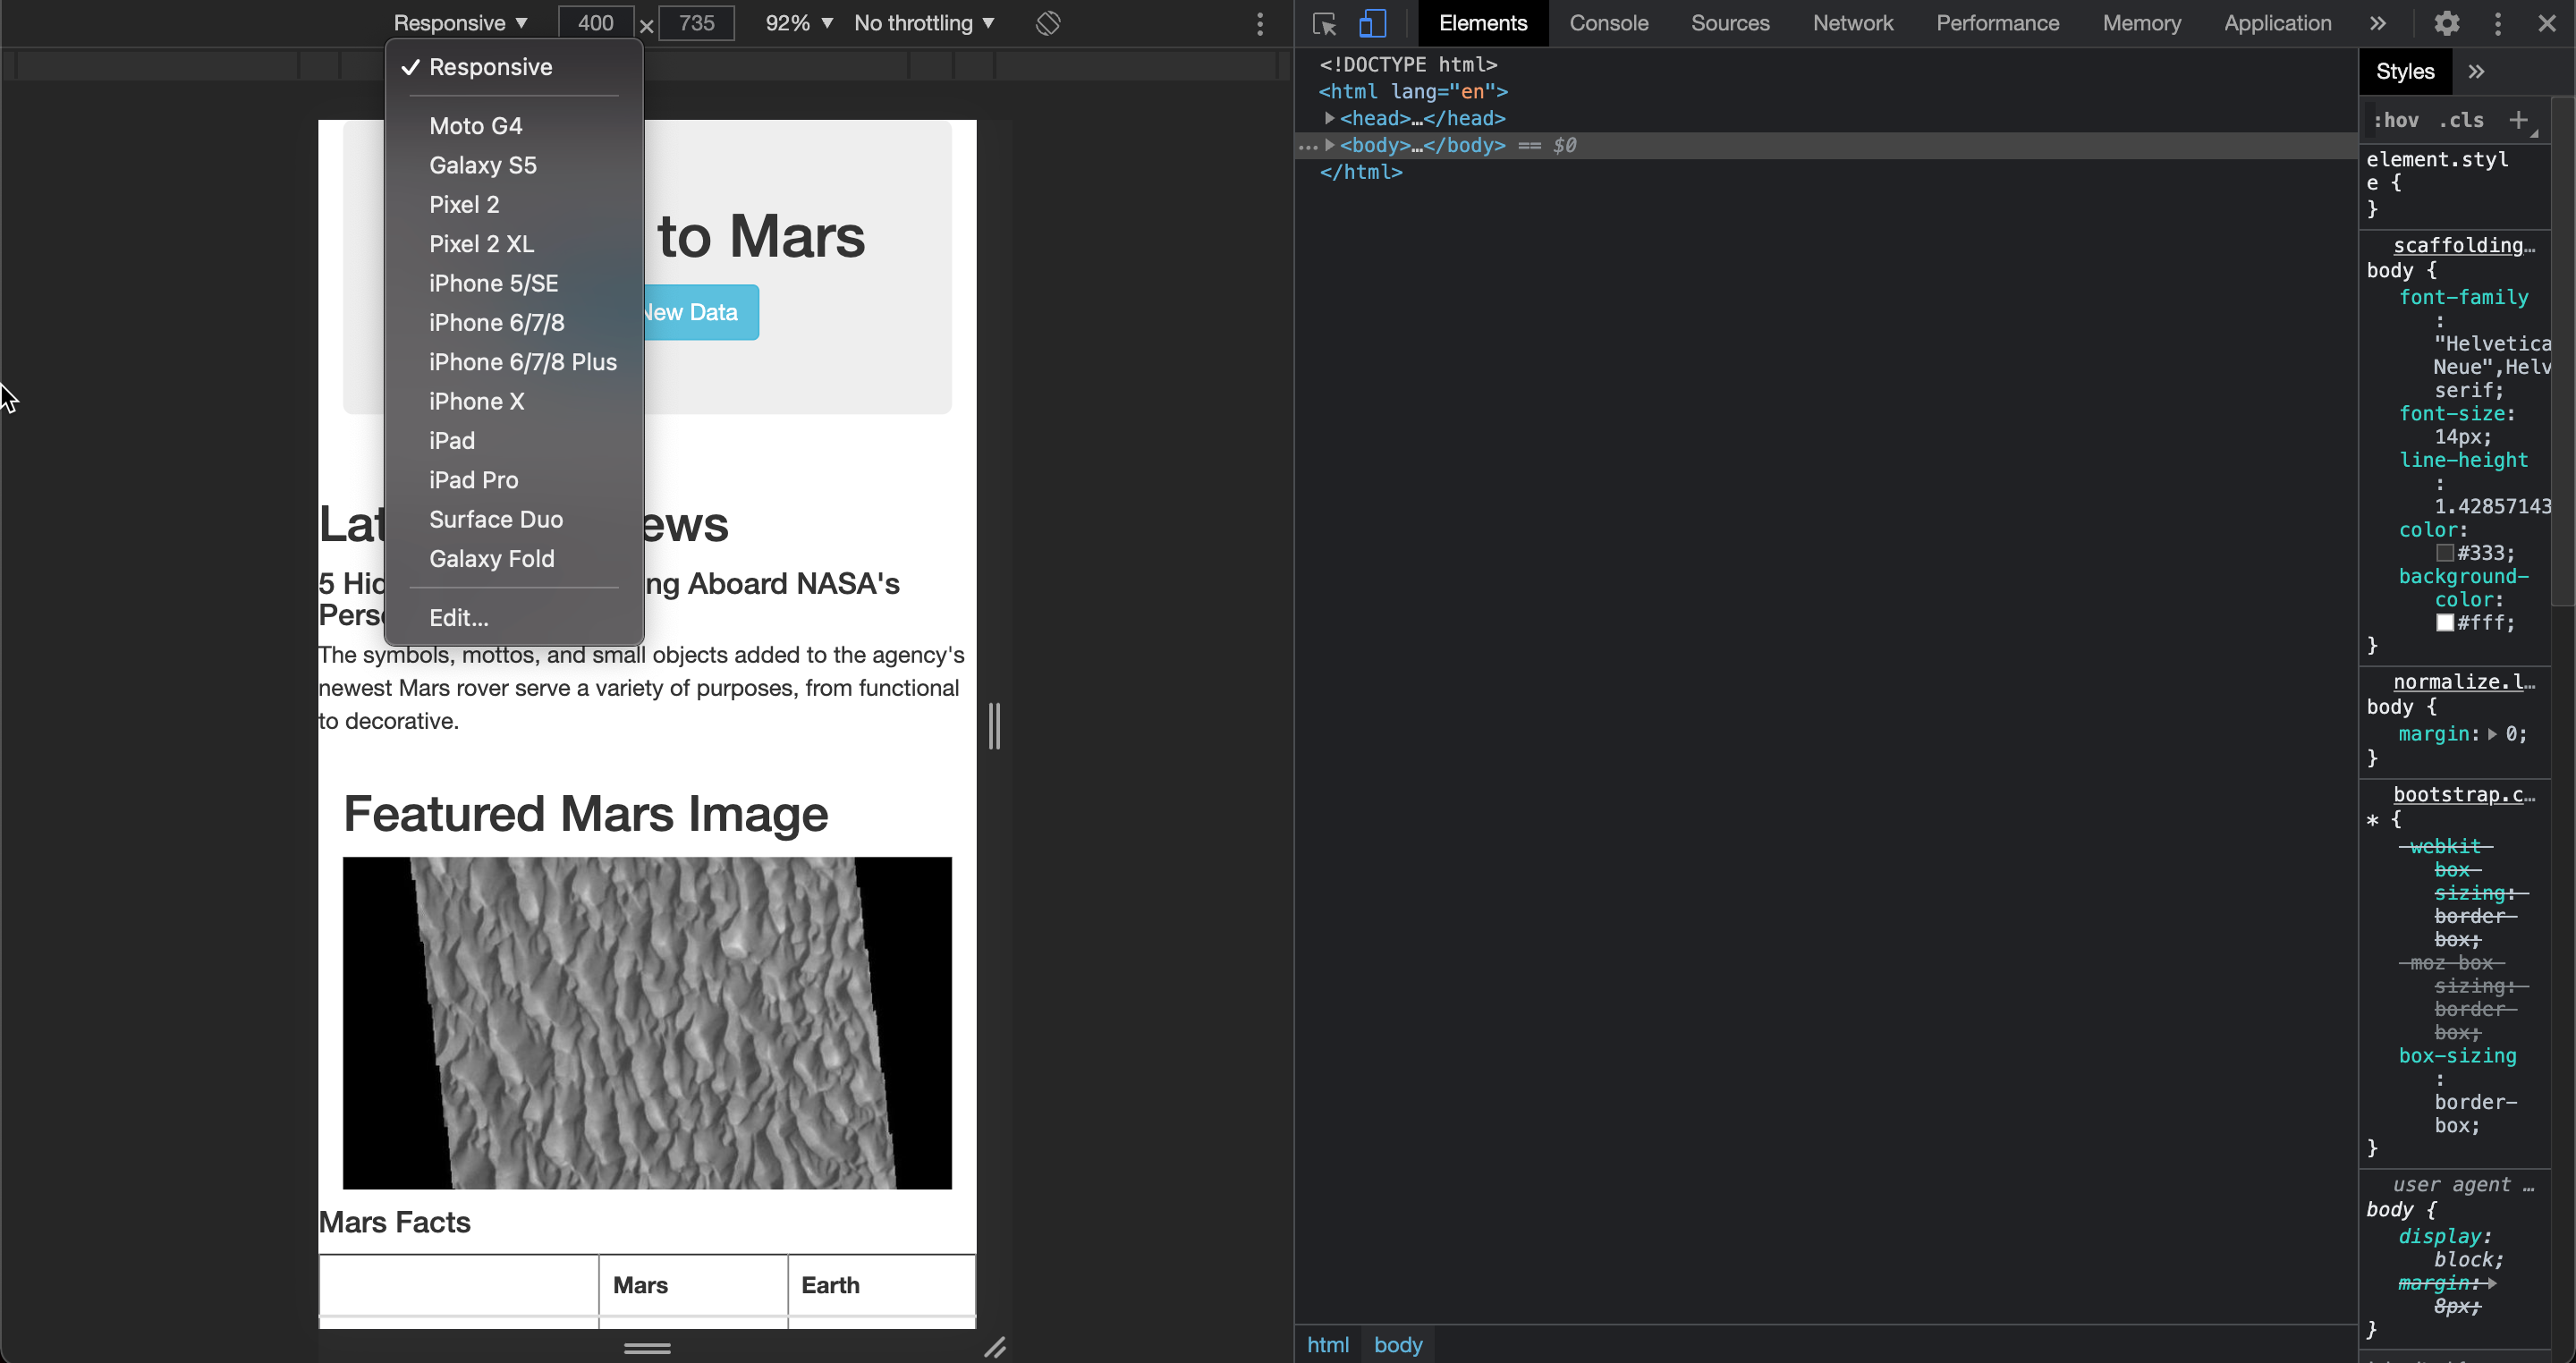 Responsive ▼ 400 × 735 92% ▼ No throttling ▼
✓ Responsive
Moto G4
Galaxy S5
Pixel 2
Pixel 2 XL
iPhone 5/SE
iPhone 6/7/8
iPhone 6/7/8 Plus
iPhone X
iPad
iPad Pro
Surface Duo
Galaxy Fold
Edit...
to Mars
New Data
Lat ews
5 Hid ng Aboard NASA's
Pers
The symbols, mottos, and small objects added to the agency's
newest Mars rover serve a variety of purposes, from functional
to decorative.
Featured Mars Image
Mars Facts
Mars Earth
Elements Console Sources Network Performance Memory Application »
<!DOCTYPE html>
<html lang="en">
▶ <head>…</head>
… ▶ <body>…</body> == $0
</html>
html body
Styles »
:hov .cls +
element.styl
e {
}
scaffolding…
body {
font-family
:
"Helvetica
Neue",Helv
serif;
font-size:
14px;
line-height
:
1.42857143
color:
#333;
background-
color:
#fff;
}
normalize.l…
body {
margin: ▶ 0;
}
bootstrap.c…
* {
-webkit-
box-
sizing:
border-
box;
-moz-box-
sizing:
border-
box;
box-sizing
:
border-
box;
}
user agent …
body {
display:
block;
margin: ▶
8px;
}